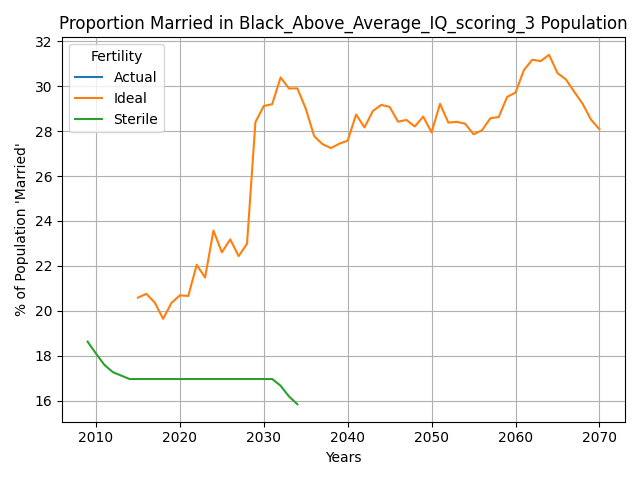 Proportion Married in Black_Above_Average_IQ_scoring_3 Population
32
30
28
26
24
22
20
18
16
% of Population 'Married'
Fertility
Actual
Ideal
Sterile
2010
2020
2030
2040
2050
2060
2070
Years